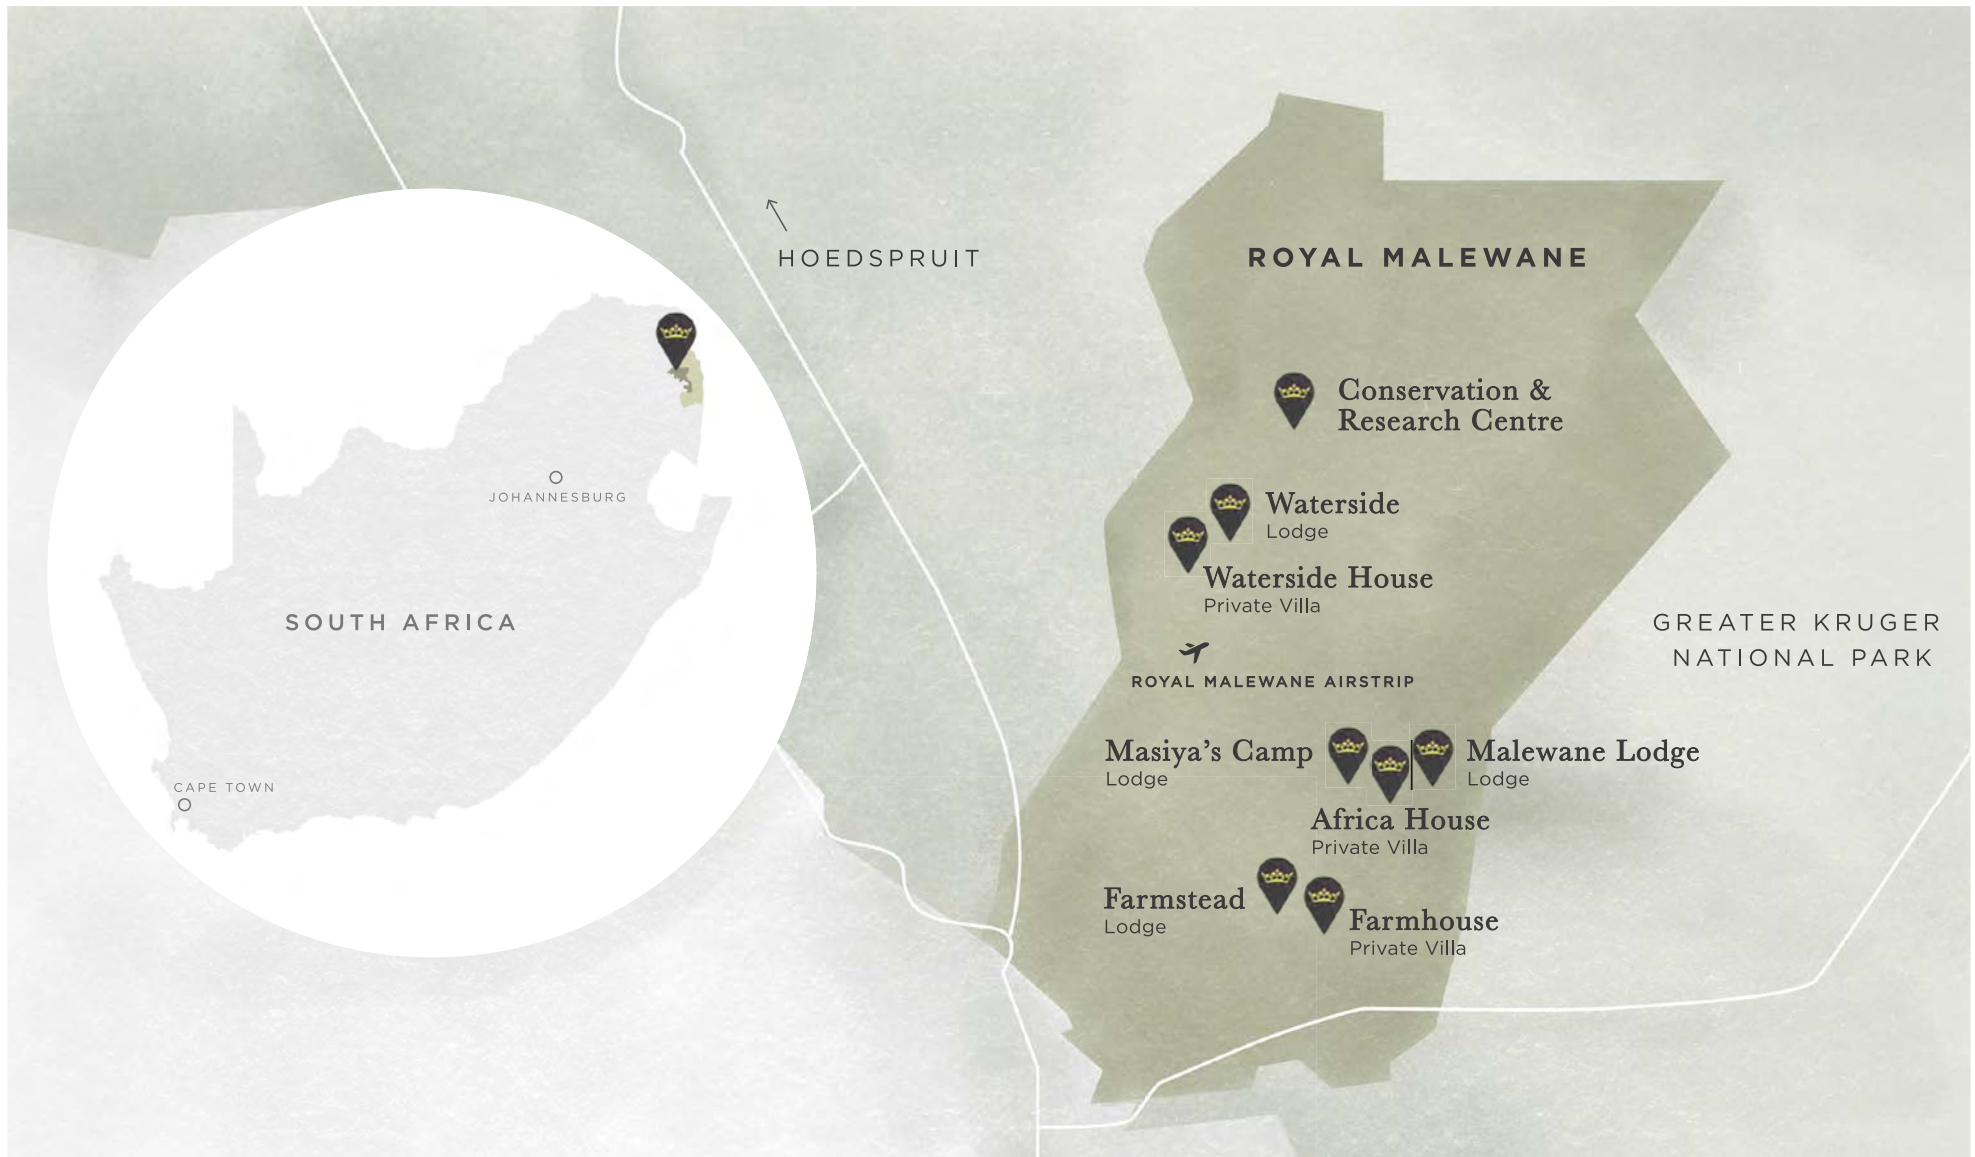 HOEDSPRUIT
ROYAL MALEWANE
Conservation &
Research Centre
JOHANNESBURG
Waterside
Lodge
Waterside House
Private Villa
SOUTH AFRICA
GREATER KRUGER
NATIONAL PARK
ROYAL MALEWANE AIRSTRIP
Masiya’s Camp
Lodge
Malewane Lodge
Lodge
CAPE TOWN
Africa House
Private Villa
Farmstead
Lodge
Farmhouse
Private Villa